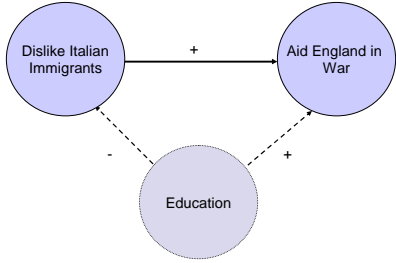 Dislike Italian
Immigrants
+
Aid England in
War
-
+
Education